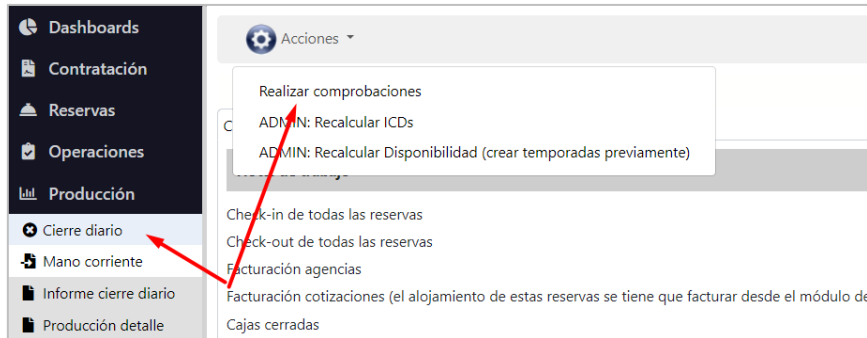 Dashboards
Contratación
Reservas
Operaciones
Producción
Cierre diario
Mano corriente
Informe cierre diario
Producción detalle
Acciones
Realizar comprobaciones
ADMIN: Recalcular ICDs
ADMIN: Recalcular Disponibilidad (crear temporadas previamente)
Check-in de todas las reservas
Check-out de todas las reservas
Facturación agencias
Facturación cotizaciones (el alojamiento de estas reservas se tiene que facturar desde el módulo de
Cajas cerradas